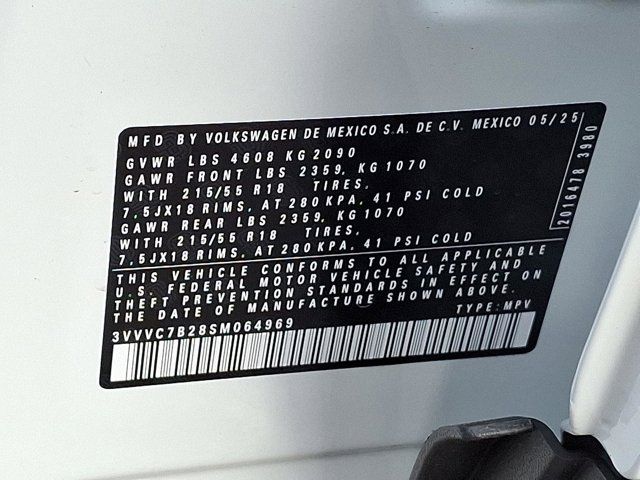 MFD BY VOLKSWAGEN DE MEXICO S.A. DE C.V. MEXICO 05/25
GVWR LBS 4608 KG 2090
GAWR FRONT LBS 2359, KG 1070
WITH 215/55 R18 TIRES,
7.5JX18 RIMS, AT 280 KPA, 41 PSI COLD
GAWR REAR LBS 2359, KG 1070
WITH 215/55 R18 TIRES,
7.5JX18 RIMS, AT 280 KPA, 41 PSI COLD
2016478 3980
THIS VEHICLE CONFORMS TO ALL APPLICABLE
U.S. FEDERAL MOTOR VEHICLE SAFETY AND
THEFT PREVENTION STANDARDS IN EFFECT ON
THE DATE OF MANUFACTURE SHOWN ABOVE.
3VVVC7B28SM064969 TYPE: MPV